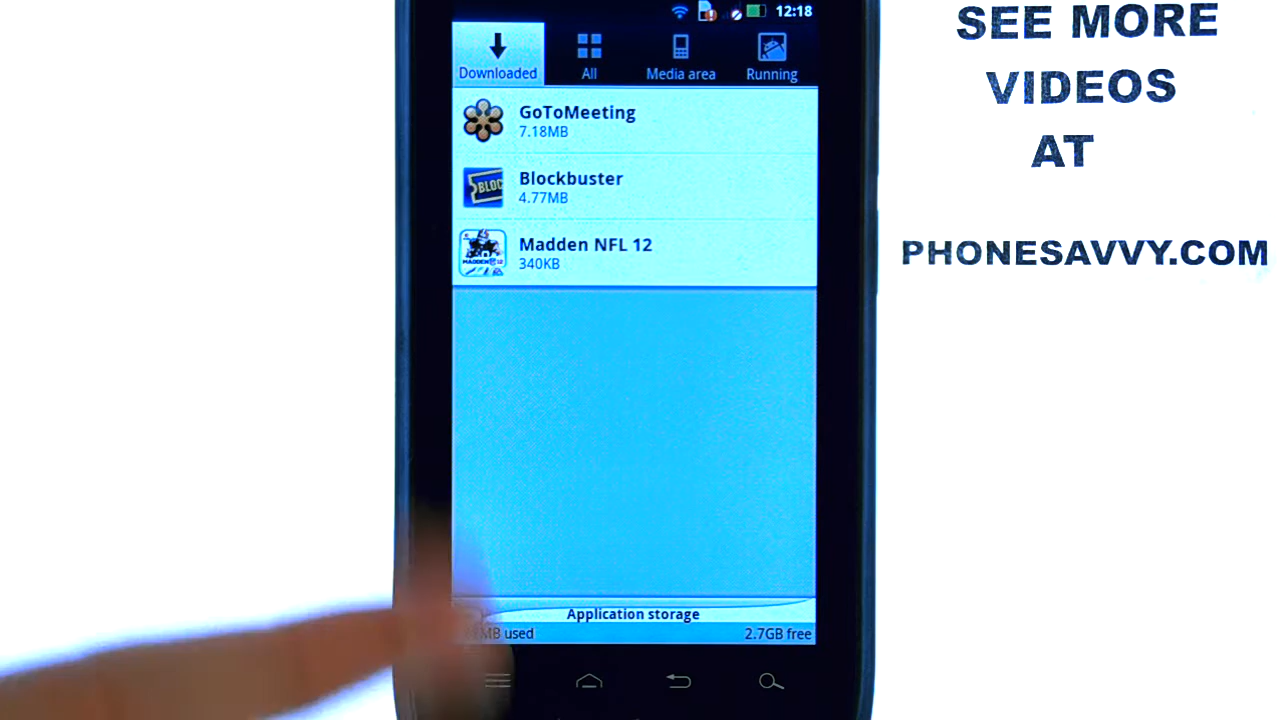 12:18
Downloaded
All
Media area
Running
GoToMeeting
7.18MB
Blockbuster
4.77MB
Madden NFL 12
340KB
Application storage
MB used
2.7GB free
SEE MORE
VIDEOS
AT
PHONESAVVY.COM